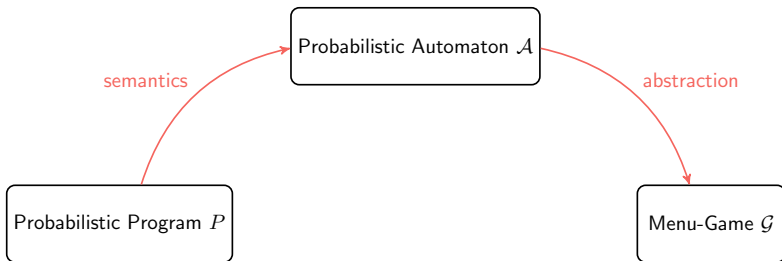 Probabilistic Automaton 𝒜
semantics
abstraction
Probabilistic Program P
Menu-Game 𝒢